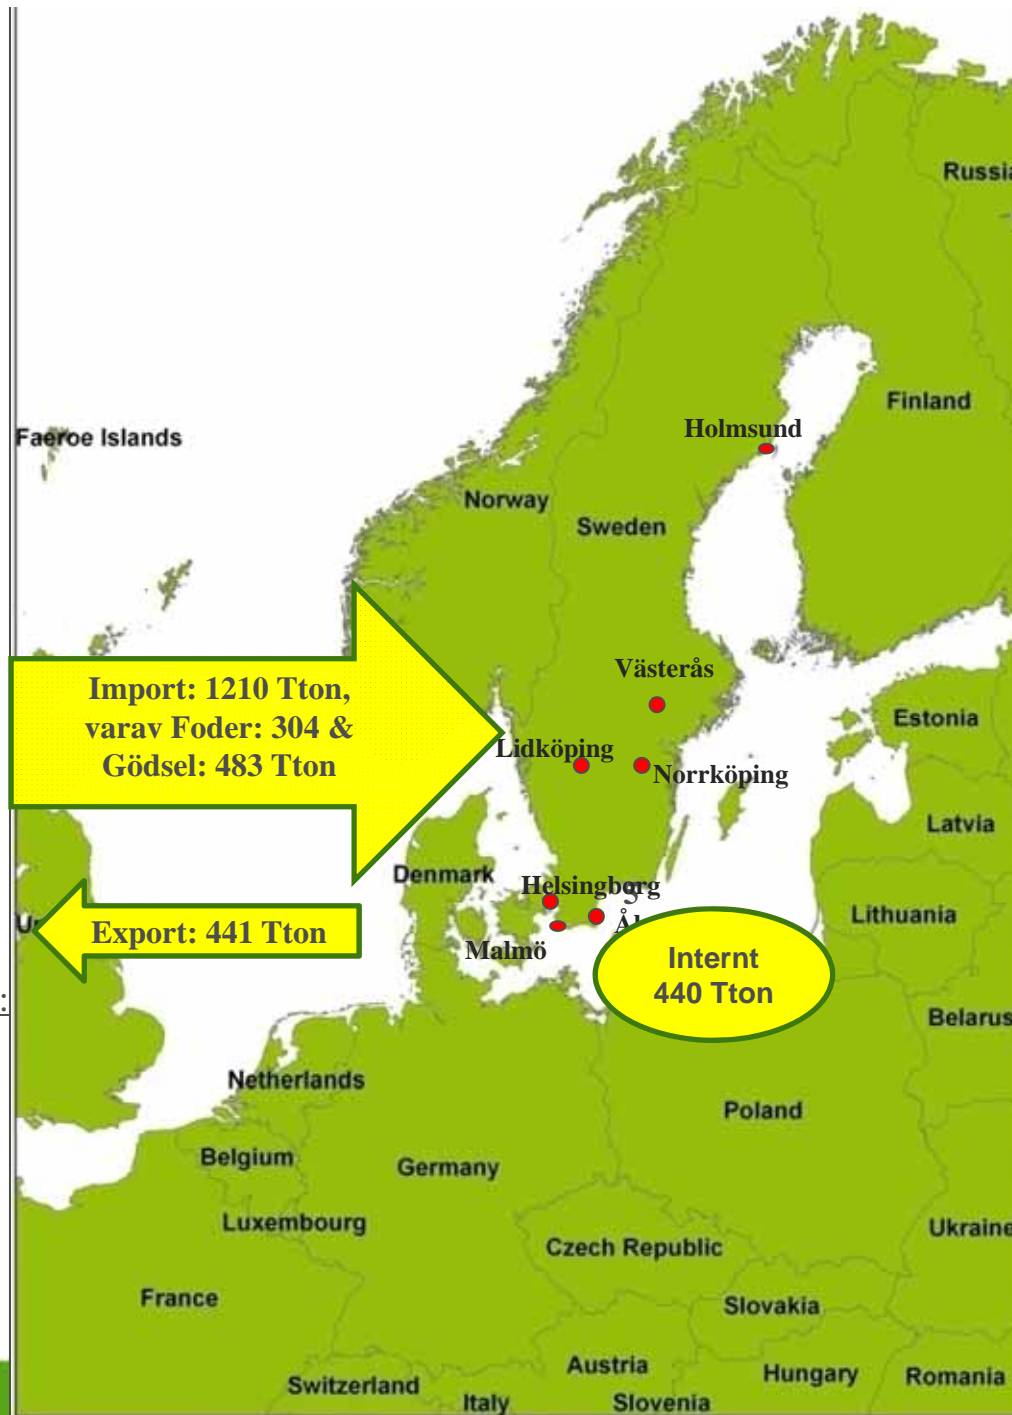 Russia
Finland
Holmsund
Faeroe Islands
Norway
Sweden
Västerås
Import: 1210 Tton,
varav Foder: 304 &
Gödsel: 483 Tton
Estonia
Lidköping
Norrköping
Latvia
Denmark
Helsingborg
Lithuania
Export: 441 Tton
Malmö
Internt
440 Tton
Belarus
Netherlands
Poland
Belgium
Germany
Luxembourg
Ukraine
Czech Republic
France
Slovakia
Austria
Hungary
Romania
Switzerland
Italy
Slovenia